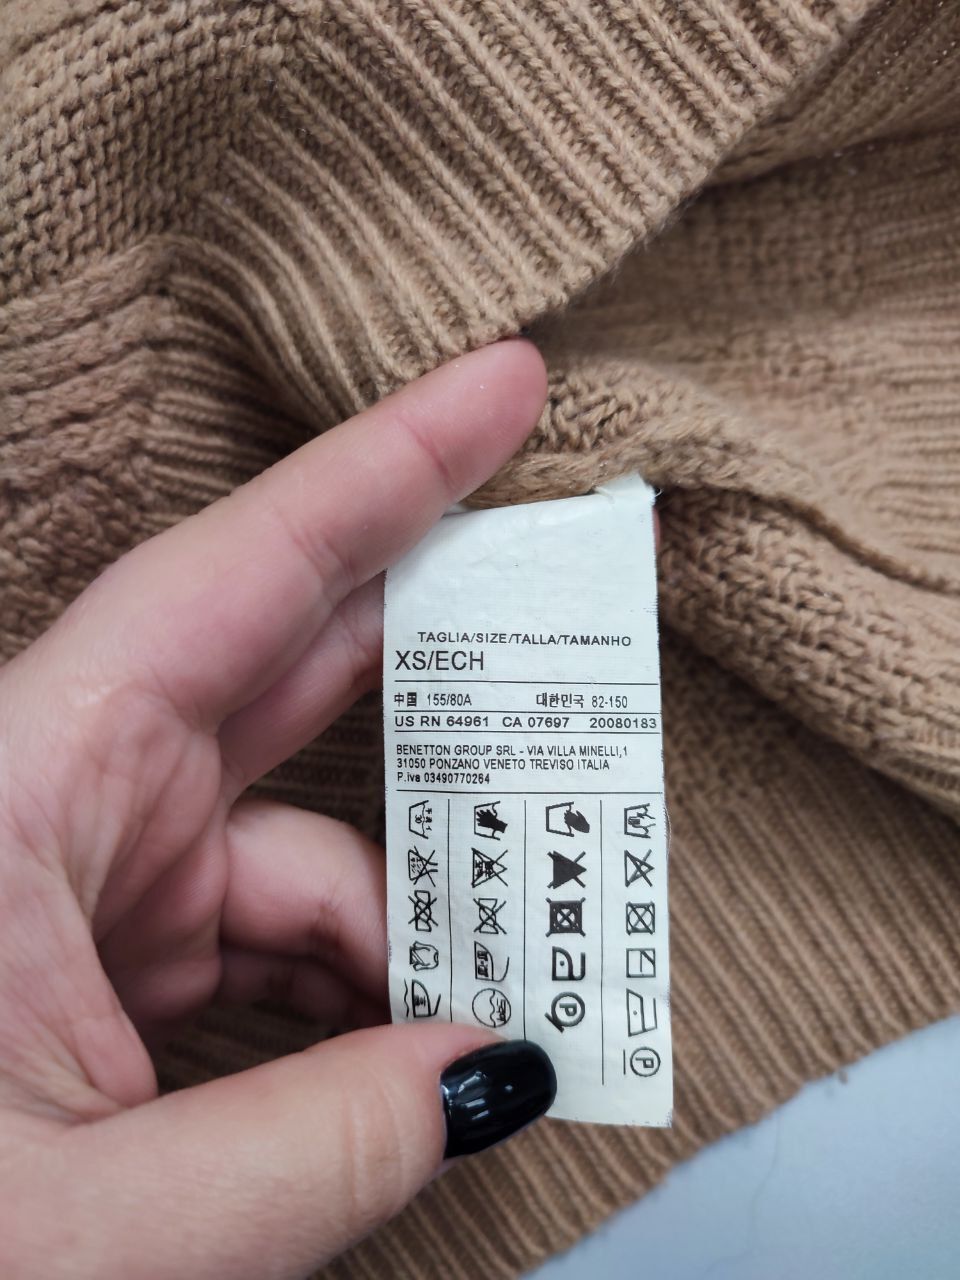 TAGLIA/SIZE/TALLA/TAMANHO
XS/ECH
中国 155/80A 대한민국 82-150
US RN 64961 CA 07697 20080183
BENETTON GROUP SRL - VIA VILLA MINELLI,1
31050 PONZANO VENETO TREVISO ITALIA
P.iva 03490770264
P
P